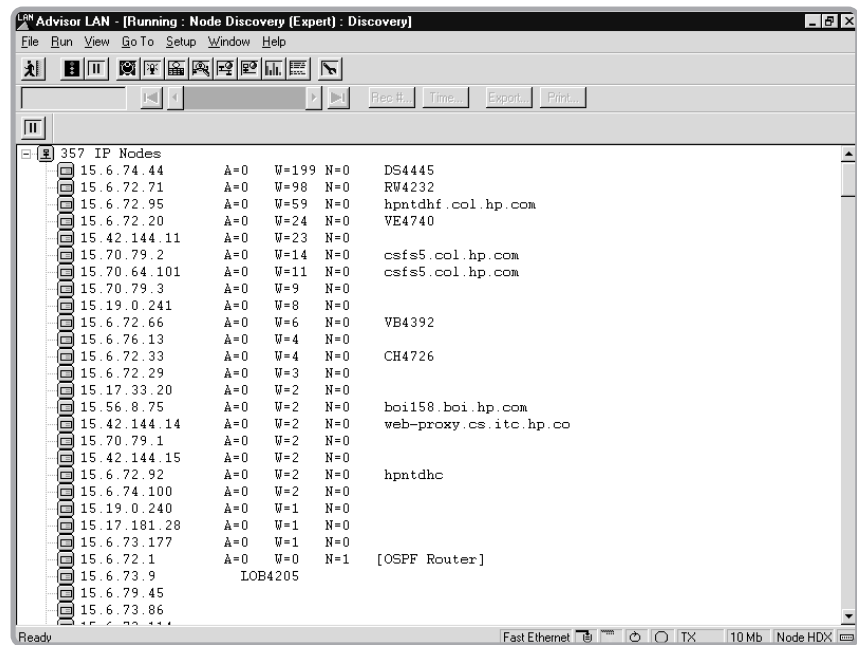 LAN Advisor LAN - [Running : Node Discovery (Expert) : Discovery]
File Run View Go To Setup Window Help
Rec #... Time... Export... Print...
357 IP Nodes
15.6.74.44 A=0 W=199 N=0 DS4445
15.6.72.71 A=0 W=98 N=0 RW4232
15.6.72.95 A=0 W=59 N=0 hpntdhf.col.hp.com
15.6.72.20 A=0 W=24 N=0 VE4740
15.42.144.11 A=0 W=23 N=0
15.70.79.2 A=0 W=14 N=0 csfs5.col.hp.com
15.70.64.101 A=0 W=11 N=0 csfs5.col.hp.com
15.70.79.3 A=0 W=9 N=0
15.19.0.241 A=0 W=8 N=0
15.6.72.66 A=0 W=6 N=0 VB4392
15.6.76.13 A=0 W=4 N=0
15.6.72.33 A=0 W=4 N=0 CH4726
15.6.72.29 A=0 W=3 N=0
15.17.33.20 A=0 W=2 N=0
15.56.8.75 A=0 W=2 N=0 boi158.boi.hp.com
15.42.144.14 A=0 W=2 N=0 web-proxy.cs.itc.hp.co
15.70.79.1 A=0 W=2 N=0
15.42.144.15 A=0 W=2 N=0
15.6.72.92 A=0 W=2 N=0 hpntdhc
15.6.74.100 A=0 W=2 N=0
15.19.0.240 A=0 W=1 N=0
15.17.181.28 A=0 W=1 N=0
15.6.73.177 A=0 W=1 N=0
15.6.72.1 A=0 W=0 N=1 [OSPF Router]
15.6.73.9 LOB4205
15.6.79.45
15.6.73.86
Ready Fast Ethernet TX 10 Mb Node HDX